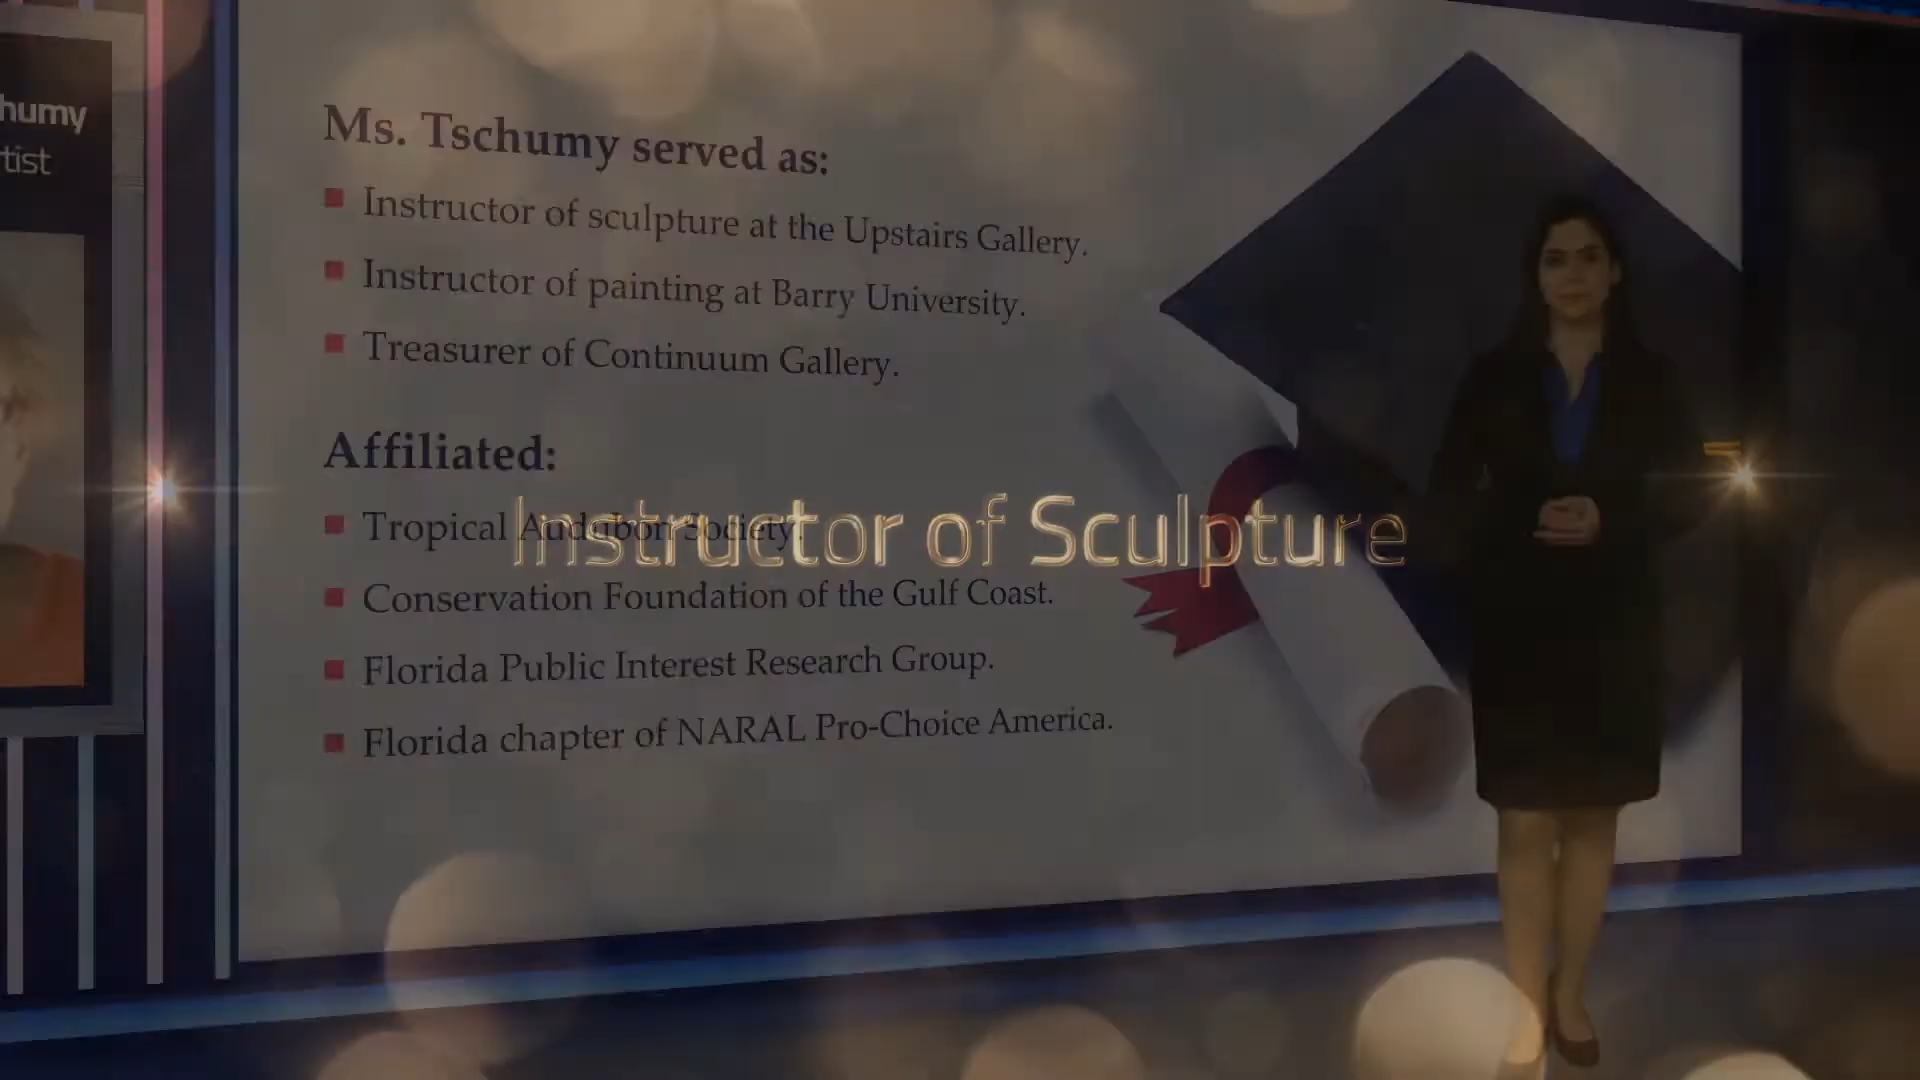 humy
tist
Ms. Tschumy served as:
Instructor of sculpture at the Upstairs Gallery.
Instructor of painting at Barry University.
Treasurer of Continuum Gallery.
Affiliated:
Tropical Audubon Society.
Instructor of Sculpture
Conservation Foundation of the Gulf Coast.
Florida Public Interest Research Group.
Florida chapter of NARAL Pro-Choice America.